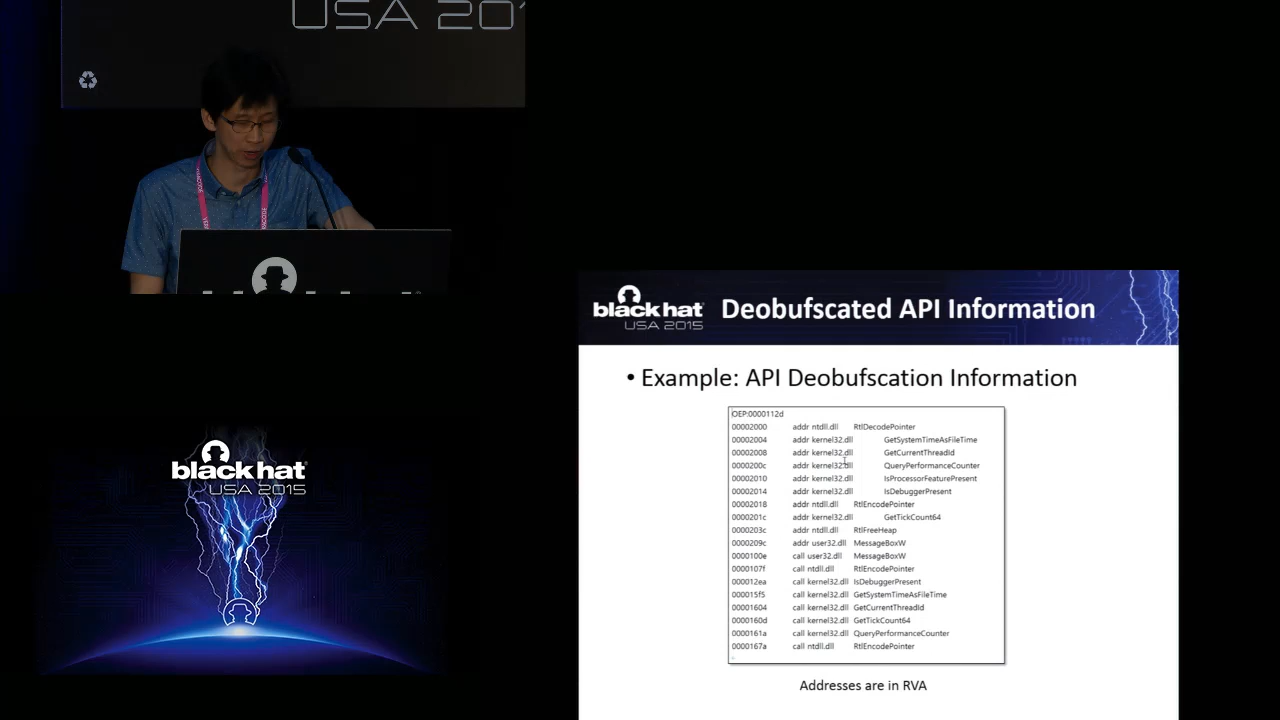 USA 20
black hat
USA 2015
black hat
USA 2015
Deobufscated API Information
• Example: API Deobufscation Information
OEP:0000112d
00002000 addr ntdll.dll RtlDecodePointer
00002004 addr kernel32.dll GetSystemTimeAsFileTime
00002008 addr kernel32.dll GetCurrentThreadId
0000200c addr kernel32.dll QueryPerformanceCounter
00002010 addr kernel32.dll IsProcessorFeaturePresent
00002014 addr kernel32.dll IsDebuggerPresent
00002018 addr ntdll.dll RtlEncodePointer
0000201c addr kernel32.dll GetTickCount64
0000203c addr ntdll.dll RtlFreeHeap
0000209c addr user32.dll MessageBoxW
0000100e call user32.dll MessageBoxW
0000107f call ntdll.dll RtlEncodePointer
000012ea call kernel32.dll IsDebuggerPresent
000015f5 call kernel32.dll GetSystemTimeAsFileTime
00001604 call kernel32.dll GetCurrentThreadId
0000160d call kernel32.dll GetTickCount64
0000161a call kernel32.dll QueryPerformanceCounter
0000167a call ntdll.dll RtlEncodePointer
Addresses are in RVA